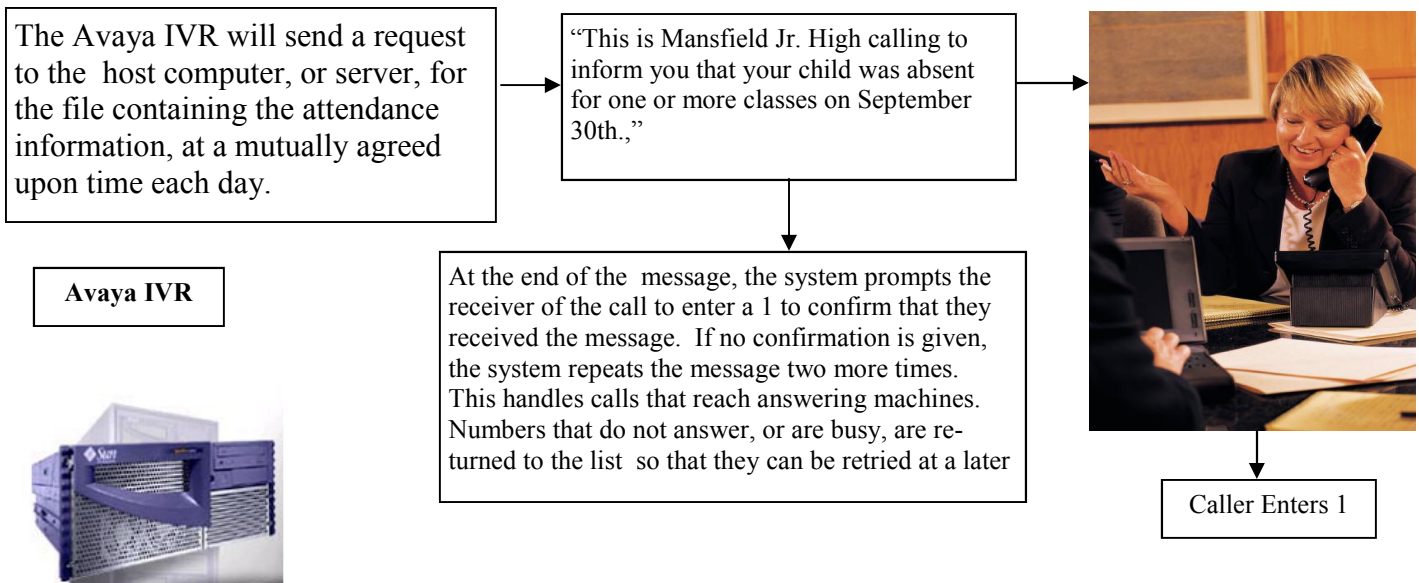 The Avaya IVR will send a request
to the  host computer, or server, for
the file containing the attendance
information, at a mutually agreed
upon time each day.
“This is Mansfield Jr. High calling to
inform you that your child was absent
for one or more classes on September
30th.,”
Avaya IVR
At the end of the  message, the system prompts the
receiver of the call to enter a 1 to confirm that they
received the message.  If no confirmation is given,
the system repeats the message two more times.
This handles calls that reach answering machines.
Numbers that do not answer, or are busy, are re-
turned to the list  so that they can be retried at a later
Sun
Caller Enters 1